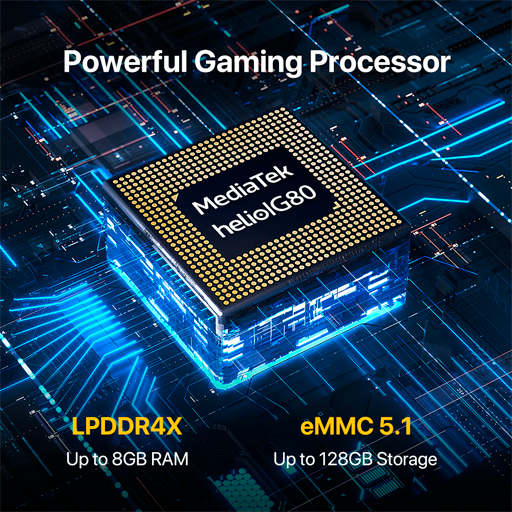 Powerful Gaming Processor
MediaTek
helio|G80
LPDDR4X
eMMC 5.1
Up to 8GB RAM
Up to 128GB Storage